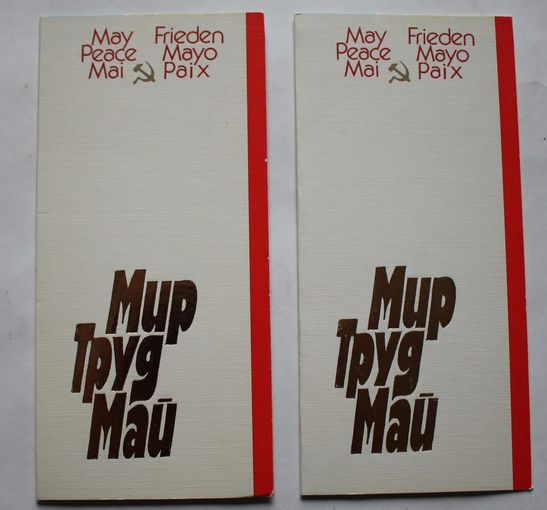 May Frieden
Peace Mayo
Mai Paix
Мир
Труд
Май
May Frieden
Peace Mayo
Mai Paix
Мир
Труд
Май